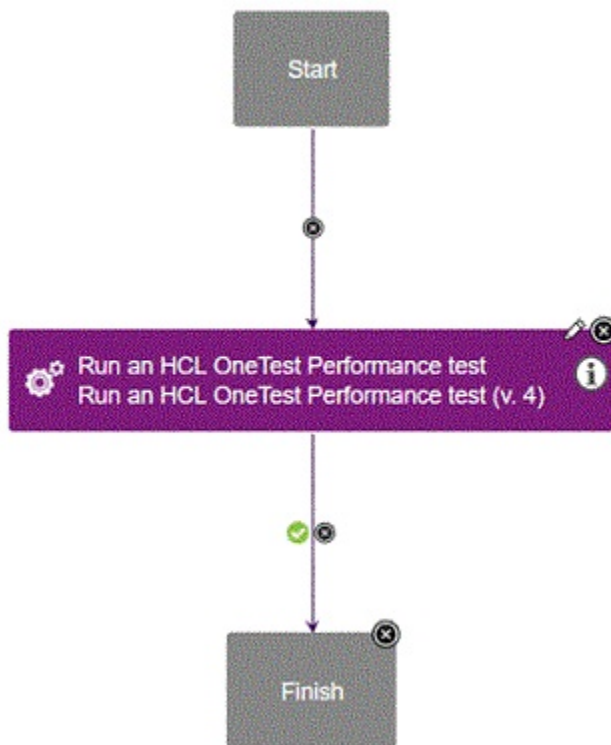 Start
Run an HCL OneTest Performance test
Run an HCL OneTest Performance test (v. 4)
Finish